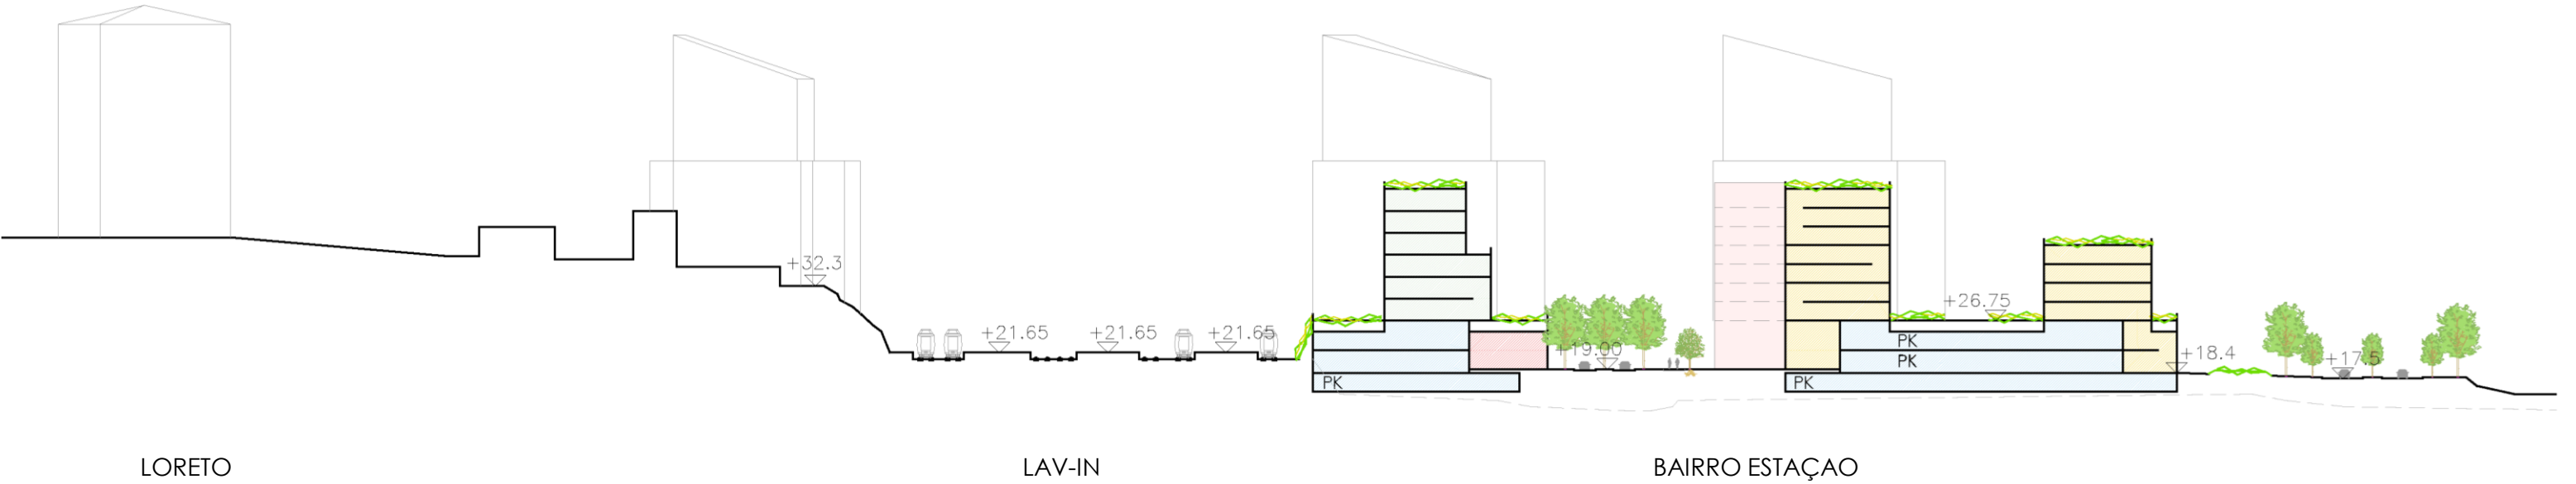 +32.3
+21.65
+21.65
+21.65
+19.00
+26.75
+18.4
+17.5
PK
PK
PK
PK
LORETO
LAV-IN
BAIRRO ESTAÇAO